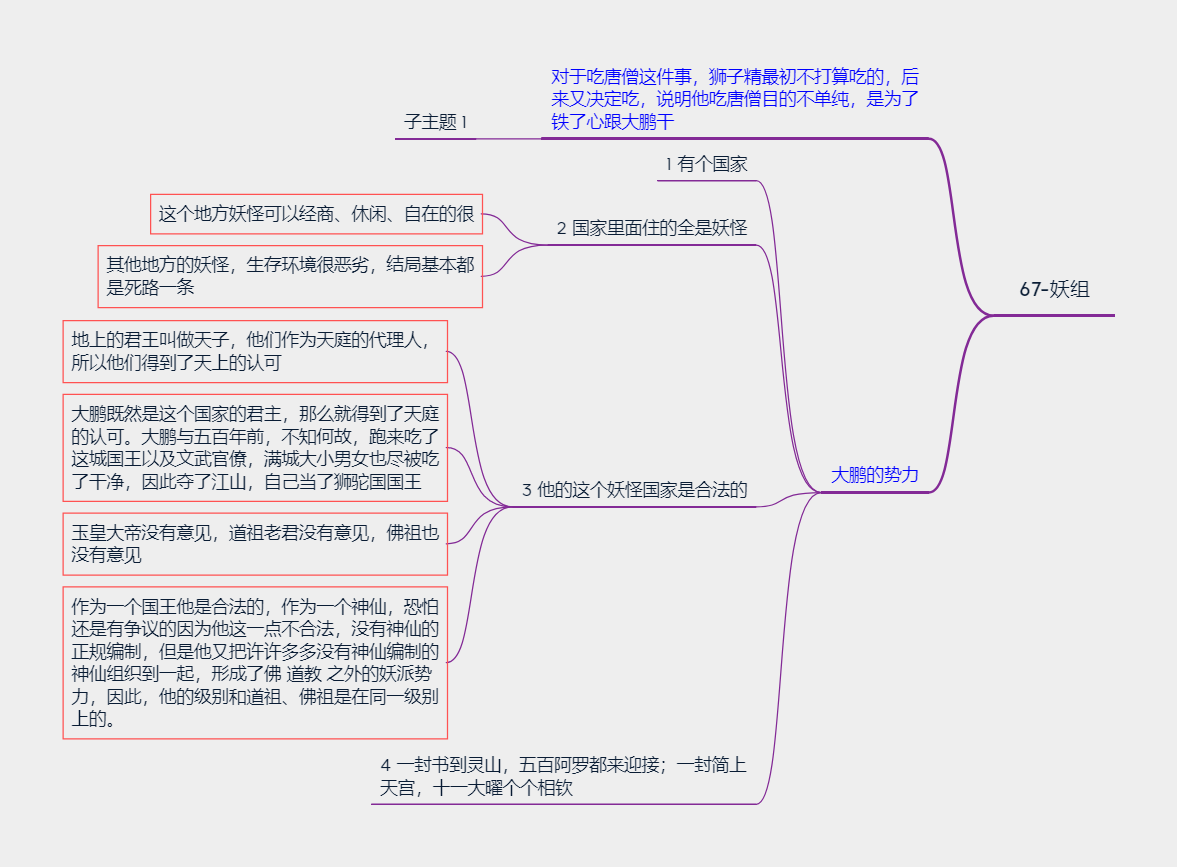 67-妖组
对于吃唐僧这件事，狮子精最初不打算吃的，后
来又决定吃，说明他吃唐僧目的不单纯，是为了
铁了心跟大鹏干
子主题 1
大鹏的势力
1 有个国家
2 国家里面住的全是妖怪
这个地方妖怪可以经商、休闲、自在的很
其他地方的妖怪，生存环境很恶劣，结局基本都
是死路一条
3 他的这个妖怪国家是合法的
地上的君王叫做天子，他们作为天庭的代理人，
所以他们得到了天上的认可
大鹏既然是这个国家的君主，那么就得到了天庭
的认可。大鹏与五百年前，不知何故，跑来吃了
这城国王以及文武官僚，满城大小男女也尽被吃
了干净，因此夺了江山，自己当了狮驼国国王
玉皇大帝没有意见，道祖老君没有意见，佛祖也
没有意见
作为一个国王他是合法的，作为一个神仙，恐怕
还是有争议的因为他这一点不合法，没有神仙的
正规编制，但是他又把许许多多没有神仙编制的
神仙组织到一起，形成了佛 道教 之外的妖派势
力，因此，他的级别和道祖、佛祖是在同一级别
上的。
4 一封书到灵山，五百阿罗都来迎接；一封简上
天宫，十一大曜个个相钦